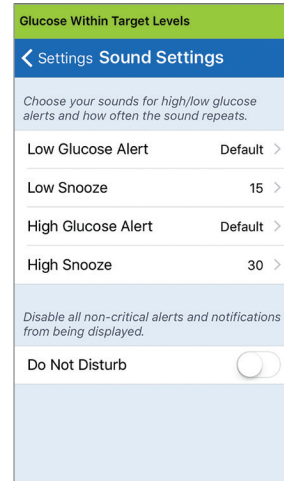 Glucose Within Target Levels
Settings Sound Settings
Choose your sounds for high/low glucose
alerts and how often the sound repeats.
Low Glucose Alert Default
Low Snooze 15
High Glucose Alert Default
High Snooze 30
Disable all non-critical alerts and notifications
from being displayed.
Do Not Disturb